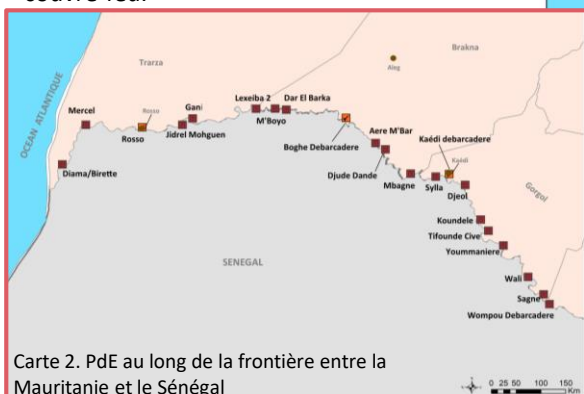 couvre-feu.
Trarza
Brakna
Aleg
OCEAN ATLANTIQUE
Mercel
Rosso
Gani
Lexeiba 2
Dar El Barka
Rosso
Jidrel Mohguen
M'Boyo
Aere M'Bar
Kaédi debarcadere
Boghe Debarcadere
Kaédi
Diama/Birette
Djude Dande
Mbagne
Sylla
Djeol
Gorgol
Koundele
Tifounde Cive
Yoummaniere
SENEGAL
Wali
Sagne
Wompou Debarcadere
Carte 2. PdE au long de la frontière entre la
Mauritanie et le Sénégal
0 25 50 100 150
Km